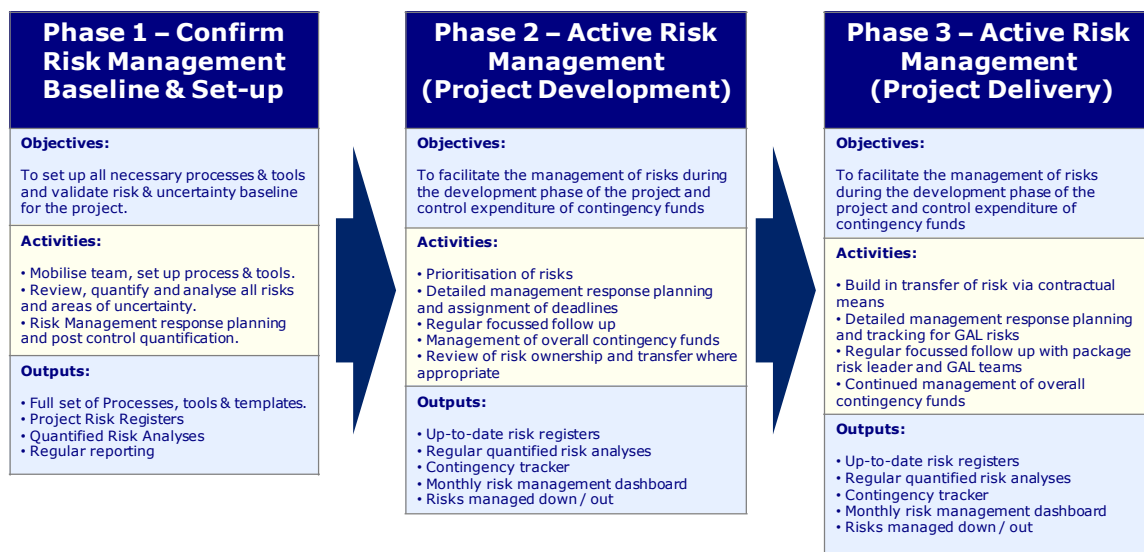 Phase 1 – Confirm
Risk Management
Baseline & Set-up
Objectives:
To set up all necessary processes & tools
and validate risk & uncertainty baseline
for the project.
Activities:
• Mobilise team, set up process & tools.
• Review, quantify and analyse all risks
and areas of uncertainty.
• Risk Management response planning
and post control quantification.
Outputs:
• Full set of Processes, tools & templates.
• Project Risk Registers
• Quantified Risk Analyses
• Regular reporting
Phase 2 – Active Risk
Management
(Project Development)
Objectives:
To facilitate the management of risks during
the development phase of the project and
control expenditure of contingency funds
Activities:
• Prioritisation of risks
• Detailed management response planning
and assignment of deadlines
• Regular focussed follow up
• Management of overall contingency funds
• Review of risk ownership and transfer where
appropriate
Outputs:
• Up-to-date risk registers
• Regular quantified risk analyses
• Contingency tracker
• Monthly risk management dashboard
• Risks managed down / out
Phase 3 – Active Risk
Management
(Project Delivery)
Objectives:
To facilitate the management of risks
during the development phase of the
project and control expenditure of
contingency funds
Activities:
• Build in transfer of risk via contractual
means
• Detailed management response planning
and tracking for GAL risks
• Regular focussed follow up with package
risk leader and GAL teams
• Continued management of overall
contingency funds
Outputs:
• Up-to-date risk registers
• Regular quantified risk analyses
• Contingency tracker
• Monthly risk management dashboard
• Risks managed down / out